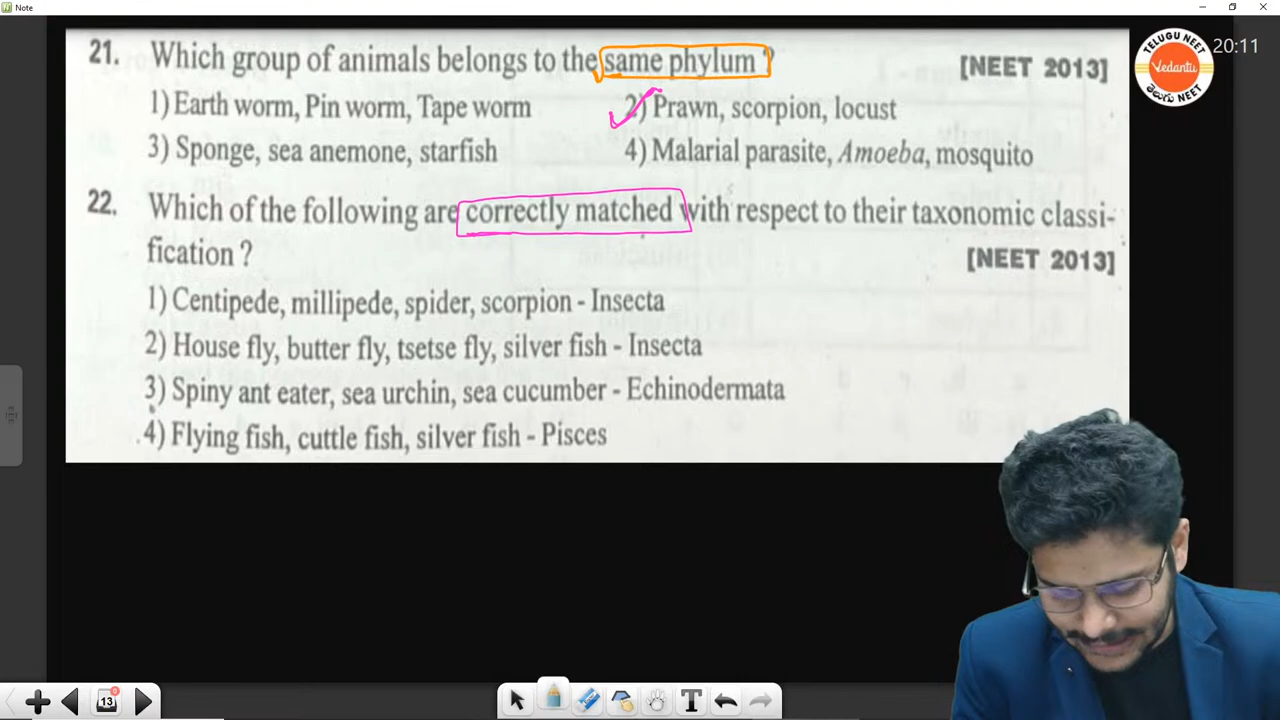 Note
21. Which group of animals belongs to the same phylum ?
[NEET 2013]
1) Earth worm, Pin worm, Tape worm
2) Prawn, scorpion, locust
3) Sponge, sea anemone, starfish
4) Malarial parasite, Amoeba, mosquito
22. Which of the following are correctly matched with respect to their taxonomic classi-
fication ?
[NEET 2013]
1) Centipede, millipede, spider, scorpion - Insecta
2) House fly, butter fly, tsetse fly, silver fish - Insecta
3) Spiny ant eater, sea urchin, sea cucumber - Echinodermata
4) Flying fish, cuttle fish, silver fish - Pisces
TELUGU NEET
Vedantu
తెలుగు NEET
20:11
13
8
T